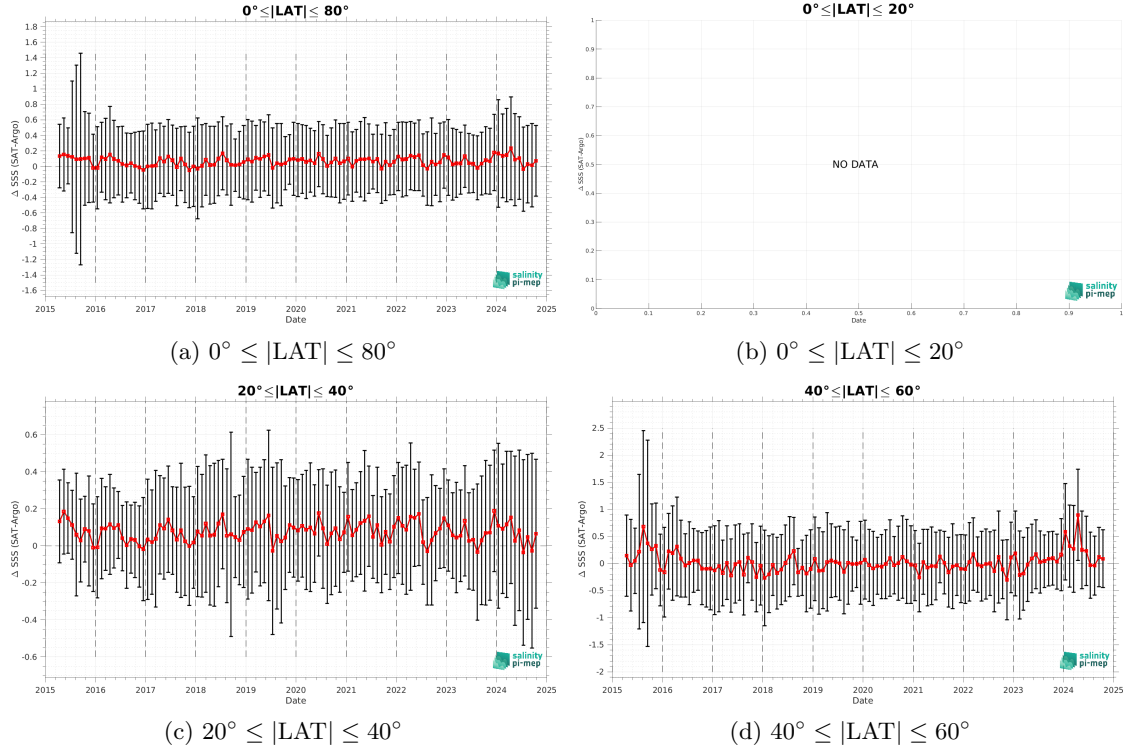 0°≤|LAT|≤ 80°
1.8
1.6
1.4
1.2
1
0.8
0.6
0.4
0.2
0
-0.2
-0.4
-0.6
-0.8
-1
-1.2
-1.4
-1.6
Δ SSS (SAT-Argo)
2015 2016 2017 2018 2019 2020 2021 2022 2023 2024 2025
Date
salinity
pi-mep
(a) 0° ≤ |LAT| ≤ 80°
0°≤|LAT|≤ 20°
1
0.9
0.8
0.7
0.6
0.5
0.4
0.3
0.2
0.1
0
Δ SSS (SAT-Argo)
NO DATA
0 0.1 0.2 0.3 0.4 0.5 0.6 0.7 0.8 0.9 1
Date
salinity
pi-mep
(b) 0° ≤ |LAT| ≤ 20°
20°≤|LAT|≤ 40°
0.6
0.4
0.2
0
-0.2
-0.4
-0.6
Δ SSS (SAT-Argo)
2015 2016 2017 2018 2019 2020 2021 2022 2023 2024 2025
Date
salinity
pi-mep
(c) 20° ≤ |LAT| ≤ 40°
40°≤|LAT|≤ 60°
2.5
2
1.5
1
0.5
0
-0.5
-1
-1.5
-2
Δ SSS (SAT-Argo)
2015 2016 2017 2018 2019 2020 2021 2022 2023 2024 2025
Date
salinity
pi-mep
(d) 40° ≤ |LAT| ≤ 60°